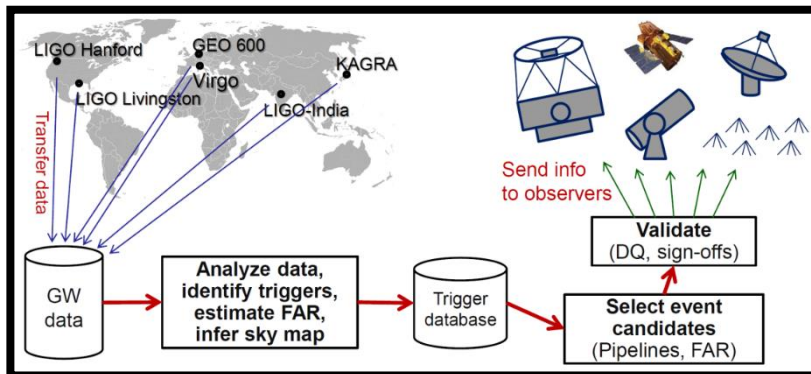 LIGO Hanford
GEO 600
Virgo
KAGRA
LIGO Livingston
LIGO-India
Transfer data
Send info
to observers
GW
data
Analyze data,
identify triggers,
estimate FAR,
infer sky map
Trigger
database
Validate
(DQ, sign-offs)
Select event
candidates
(Pipelines, FAR)